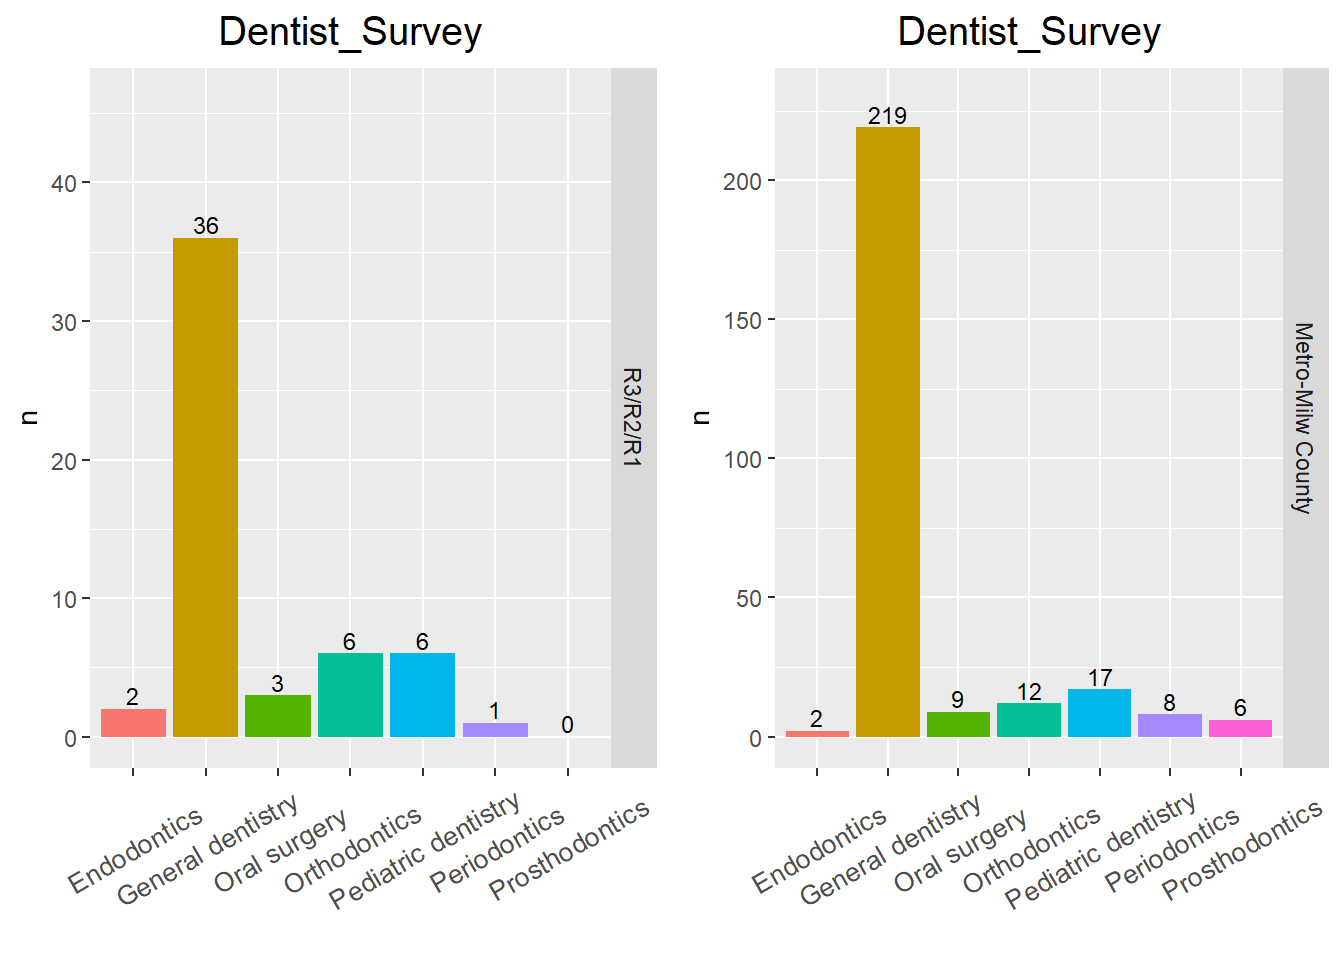 Dentist_Survey
n
40
30
20
10
0
2
36
3
6
6
1
0
R3/R2/R1
Endodontics
General dentistry
Oral surgery
Orthodontics
Pediatric dentistry
Periodontics
Prosthodontics
Dentist_Survey
n
200
150
100
50
0
2
219
9
12
17
8
6
Metro-Milw County
Endodontics
General dentistry
Oral surgery
Orthodontics
Pediatric dentistry
Periodontics
Prosthodontics